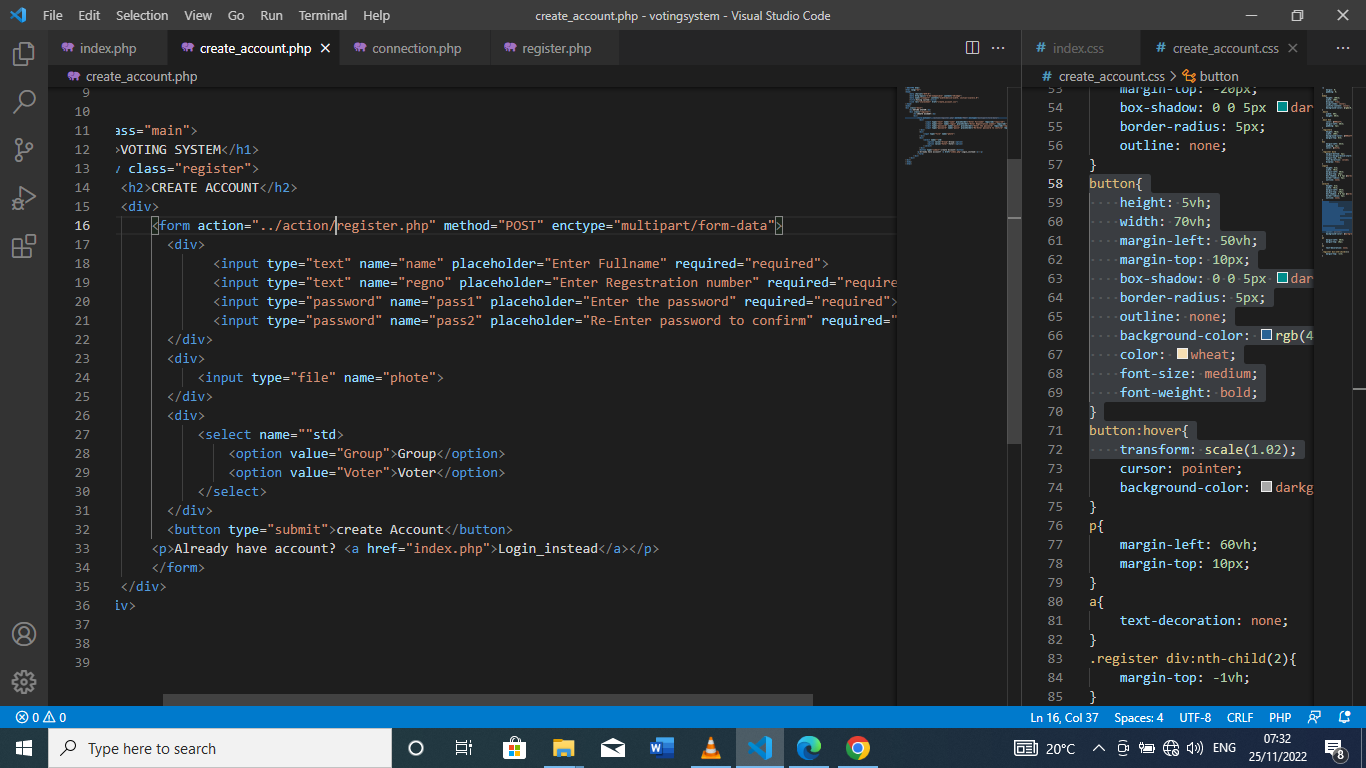 File Edit Selection View Go Run Terminal Help create_account.php - votingsystem - Visual Studio Code
index.php create_account.php connection.php register.php
create_account.php
9
10
11 ass="main">
12 >VOTING SYSTEM</h1>
13 / class="register">
14 <h2>CREATE ACCOUNT</h2>
15 <div>
16 <form action="../action/register.php" method="POST" enctype="multipart/form-data">
17 <div>
18 <input type="text" name="name" placeholder="Enter Fullname" required="required">
19 <input type="text" name="regno" placeholder="Enter Regestration number" required="require
20 <input type="password" name="pass1" placeholder="Enter the password" required="required">
21 <input type="password" name="pass2" placeholder="Re-Enter password to confirm" required="
22 </div>
23 <div>
24 <input type="file" name="phote">
25 </div>
26 <div>
27 <select name=""std>
28 <option value="Group">Group</option>
29 <option value="Voter">Voter</option>
30 </select>
31 </div>
32 <button type="submit">create Account</button>
33 <p>Already have account? <a href="index.php">Login_instead</a></p>
34 </form>
35 </div>
36 iv>
37
38
39
index.css create_account.css
create_account.css > button
53 margin-top: -20px;
54 box-shadow: 0 0 5px dar
55 border-radius: 5px;
56 outline: none;
57 }
58 button{
59 height: 5vh;
60 width: 70vh;
61 margin-left: 50vh;
62 margin-top: 10px;
63 box-shadow: 0 0 5px dar
64 border-radius: 5px;
65 outline: none;
66 background-color: rgb(4
67 color: wheat;
68 font-size: medium;
69 font-weight: bold;
70 }
71 button:hover{
72 transform: scale(1.02);
73 cursor: pointer;
74 background-color: darkg
75 }
76 p{
77 margin-left: 60vh;
78 margin-top: 10px;
79 }
80 a{
81 text-decoration: none;
82 }
83 .register div:nth-child(2){
84 margin-top: -1vh;
85 }
0 0 Ln 16, Col 37 Spaces: 4 UTF-8 CRLF PHP
Type here to search 20°C ENG 07:32
25/11/2022 8